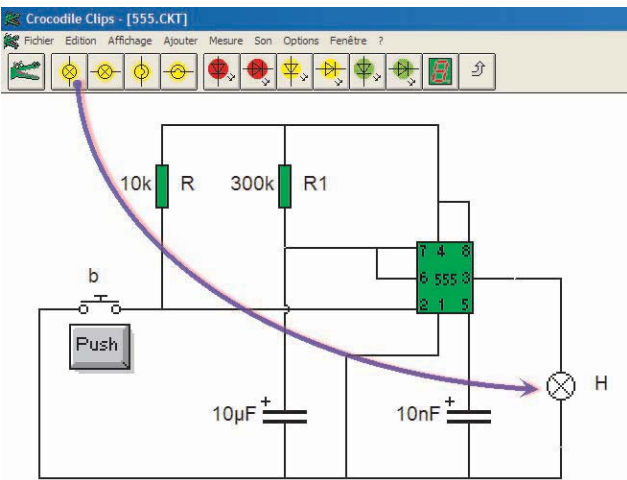 Crocodile Clips - [555.CKT]
Fichier Edition Affichage Ajouter Mesure Son Options Fenêtre ?
10k R 300k R1
7 4 8
6 555 3
2 1 5
b
Push
H
10µF + 10nF +